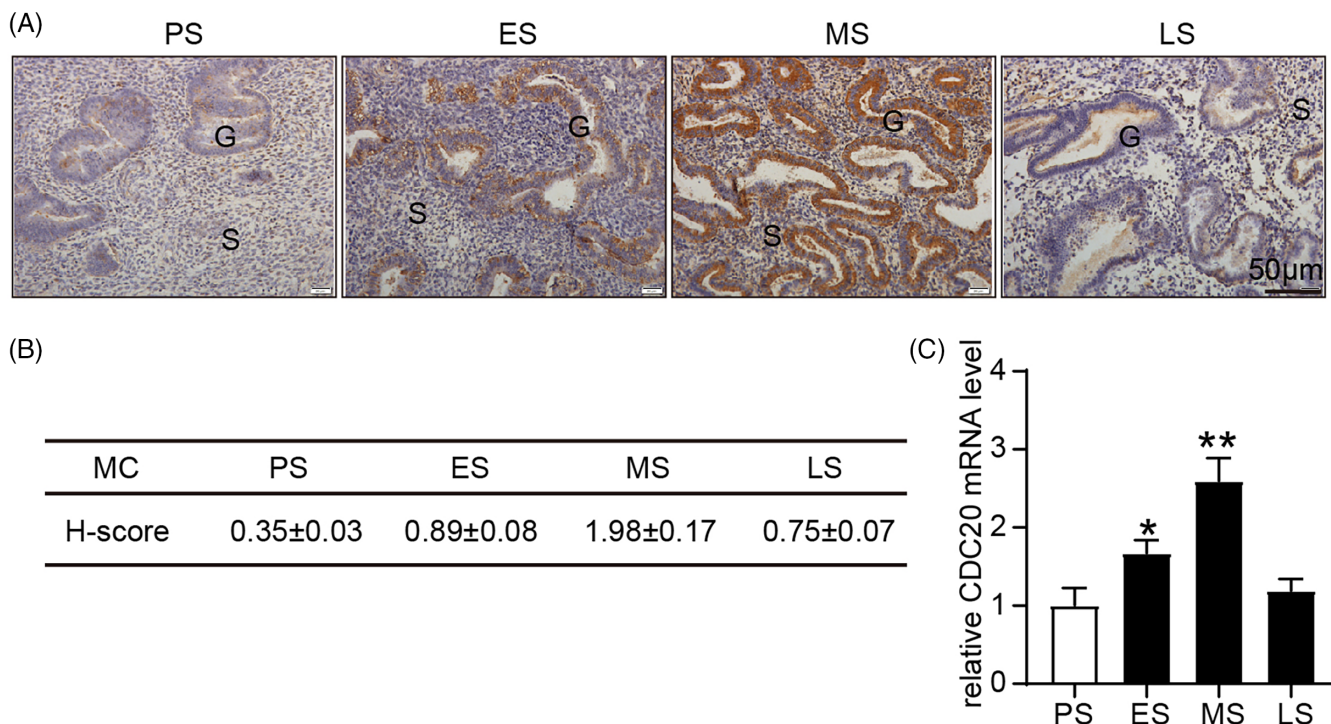 (A)
PS ES MS LS
G S
G S
G S
G S
50µm
(B)
MC PS ES MS LS
H-score 0.35±0.03 0.89±0.08 1.98±0.17 0.75±0.07
(C)
relative CDC20 mRNA level
4
3
2
1
0
* **
PS ES MS LS